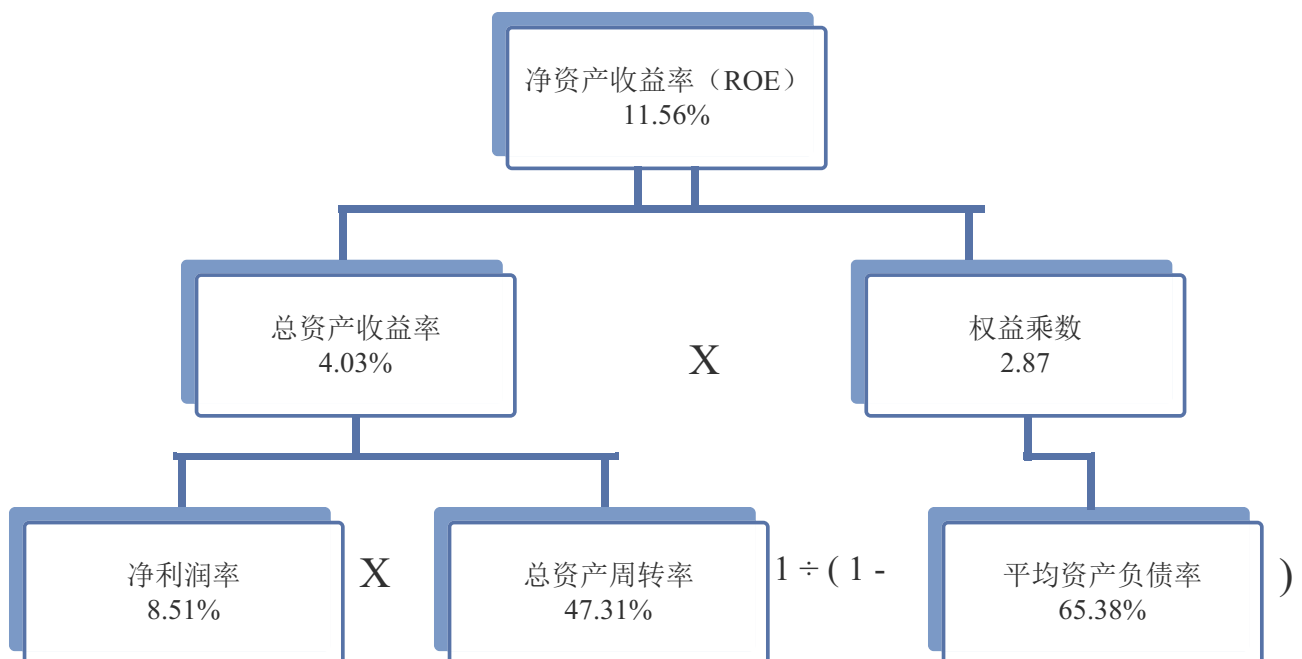 净资产收益率（ROE）
11.56%
总资产收益率
4.03%
X
权益乘数
2.87
净利润率
8.51%
X
总资产周转率
47.31%
1 ÷ ( 1 -
平均资产负债率
65.38%
)